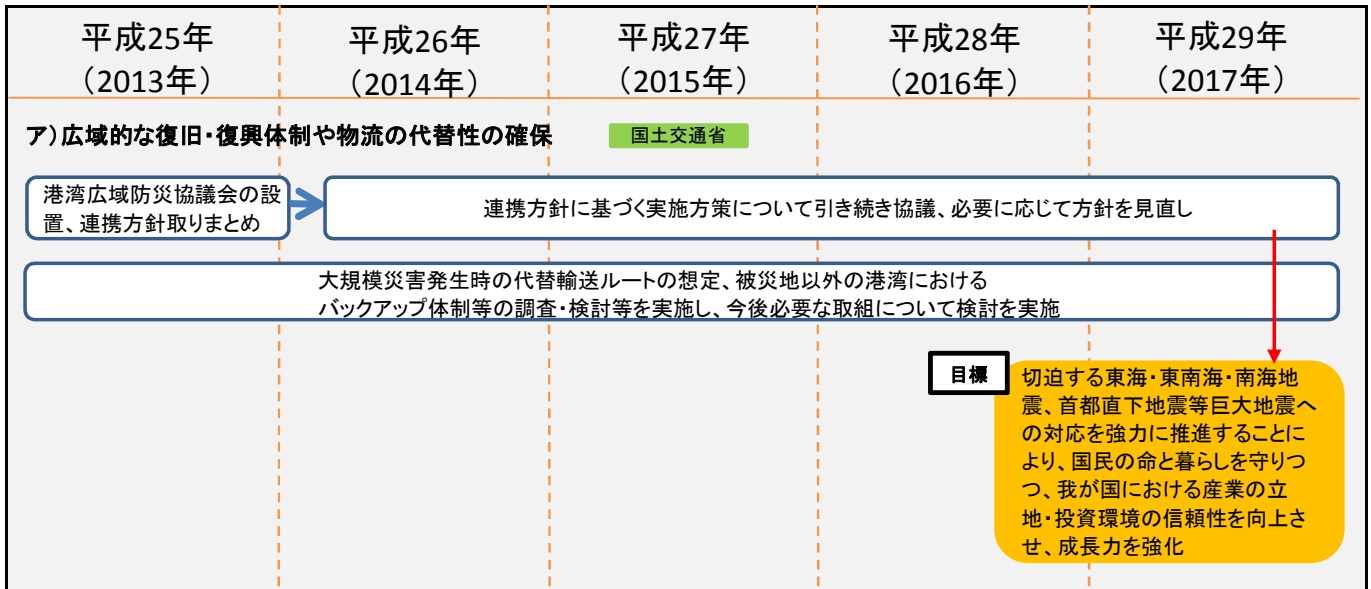 平成25年
（2013年）
平成26年
（2014年）
平成27年
（2015年）
平成28年
（2016年）
平成29年
（2017年）
ア）広域的な復旧・復興体制や物流の代替性の確保
国土交通省
港湾広域防災協議会の設
置、連携方針取りまとめ
連携方針に基づく実施方策について引き続き協議、必要に応じて方針を見直し
大規模災害発生時の代替輸送ルートの想定、被災地以外の港湾における
バックアップ体制等の調査・検討等を実施し、今後必要な取組について検討を実施
目標
切迫する東海・東南海・南海地
震、首都直下地震等巨大地震へ
の対応を強力に推進することに
より、国民の命と暮らしを守りつ
つ、我が国における産業の立
地・投資環境の信頼性を向上さ
せ、成長力を強化